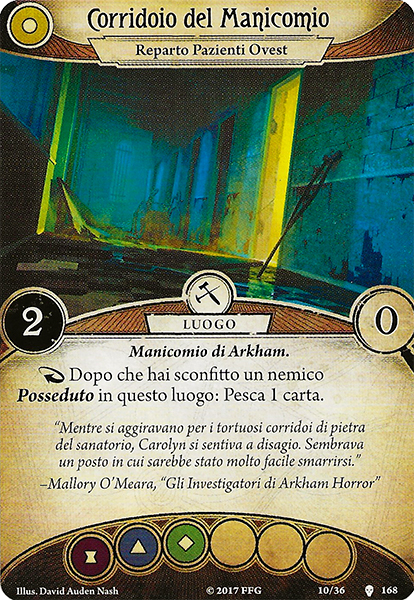 Corridoio del Manicomio
Reparto Pazienti Ovest
2
0
LUOGO
Manicomio di Arkham.
Dopo che hai sconfitto un nemico
Posseduto in questo luogo: Pesca 1 carta.
“Mentre si aggiravano per i tortuosi corridoi di pietra
del sanatorio, Carolyn si sentiva a disagio. Sembrava
un posto in cui sarebbe stato molto facile smarrirsi.”
–Mallory O’Meara, “Gli Investigatori di Arkham Horror”
Illus. David Auden Nash
© 2017 FFG
10/36
168